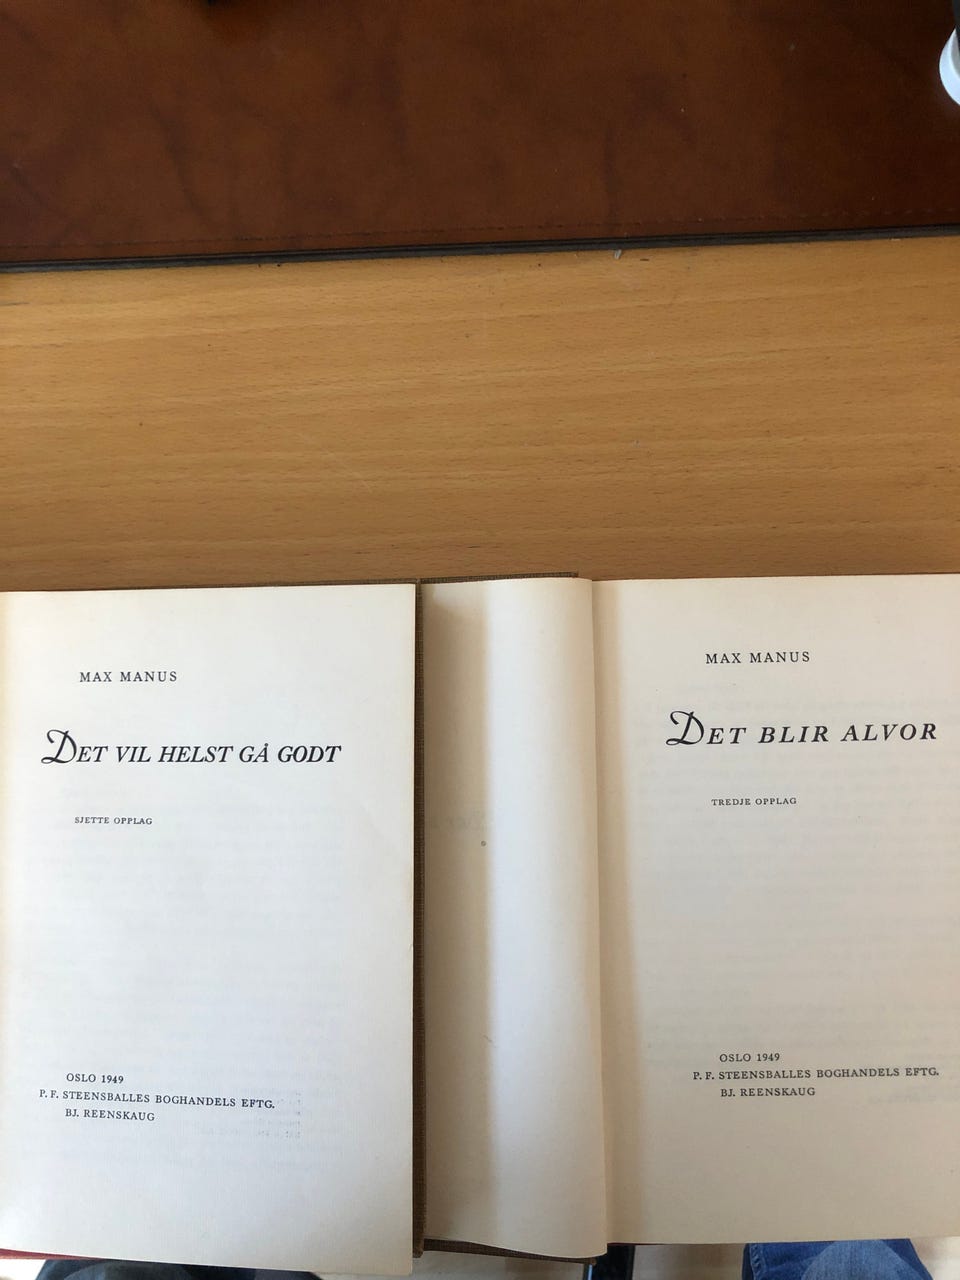 MAX MANUS
DET VIL HELST GÅ GODT
SJETTE OPPLAG
OSLO 1949
P. F. STEENSBALLES BOGHANDELS EFTG.
BJ. REENSKAUG
MAX MANUS
DET BLIR ALVOR
TREDJE OPPLAG
OSLO 1949
P. F. STEENSBALLES BOGHANDELS EFTG.
BJ. REENSKAUG